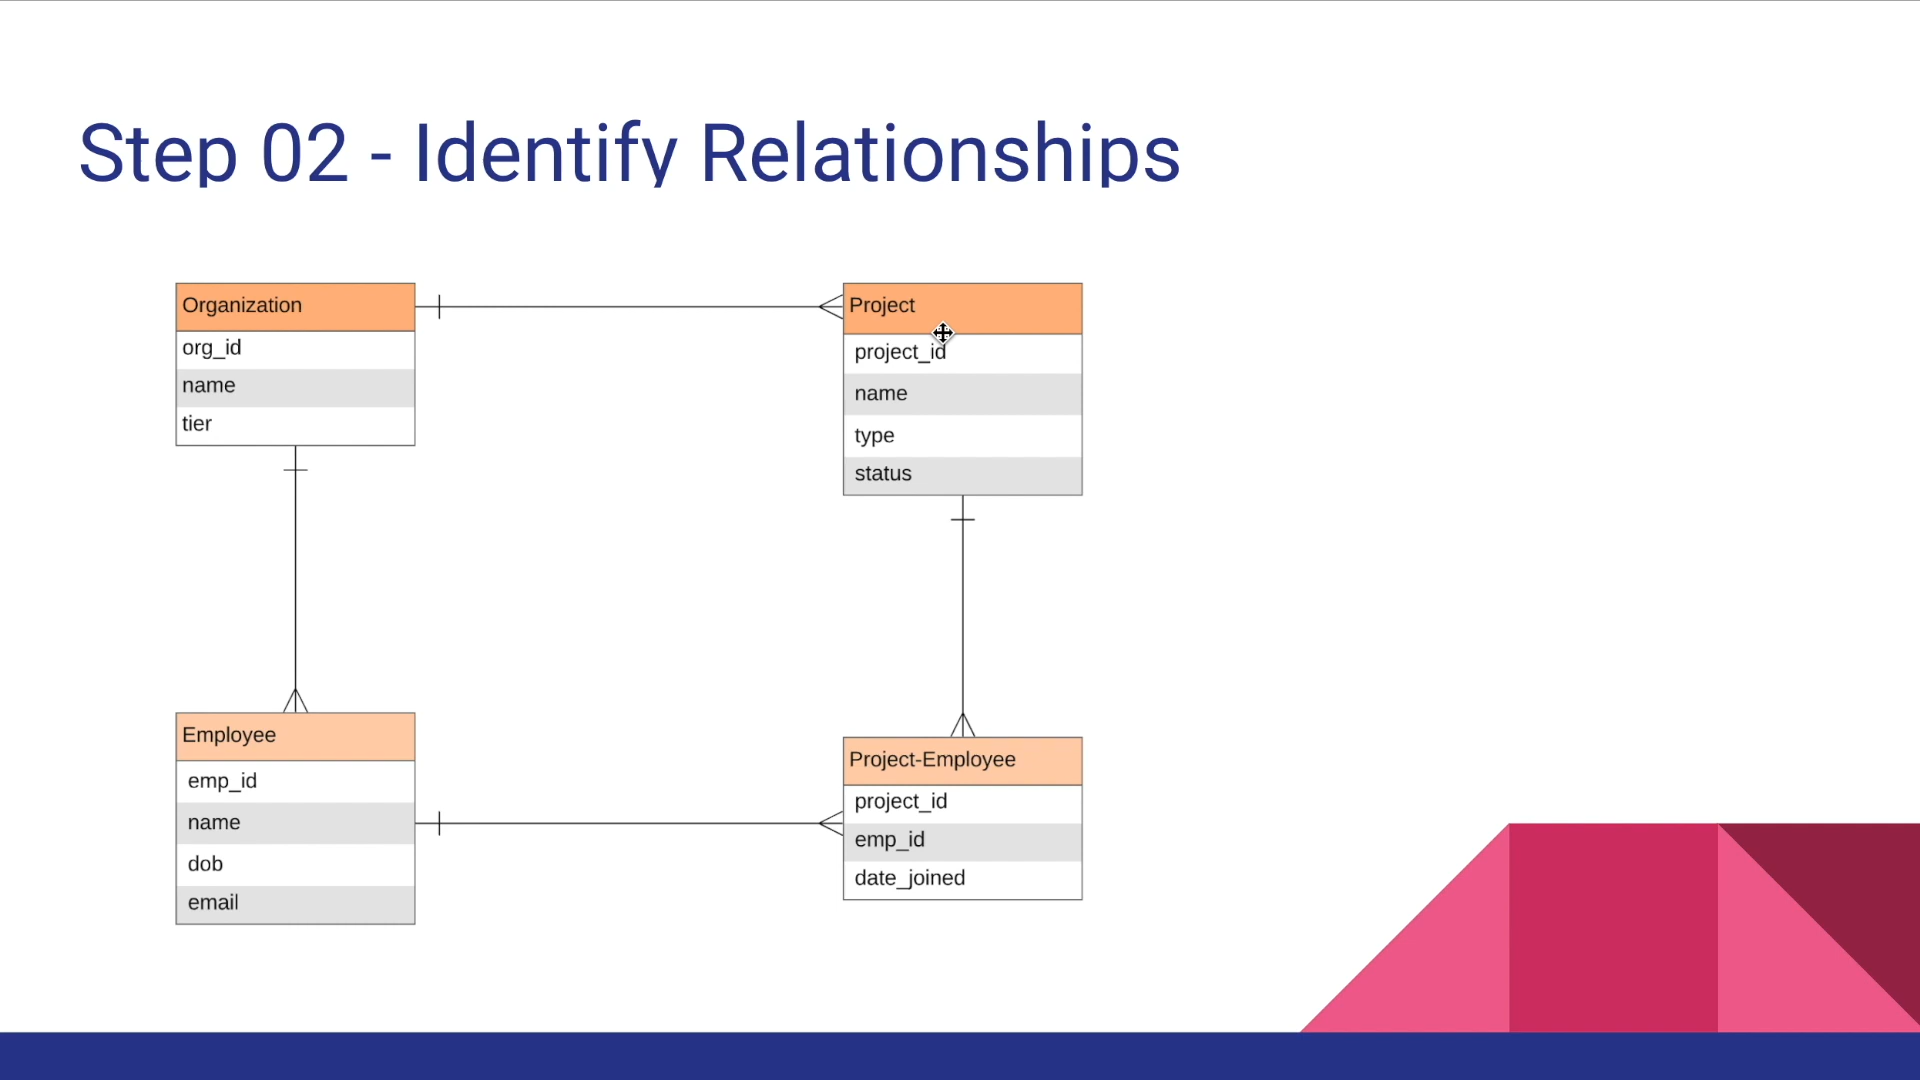 Step 02 - Identify Relationships
Organization
org_id
name
tier
Project
project_id
name
type
status
Employee
emp_id
name
dob
email
Project-Employee
project_id
emp_id
date_joined